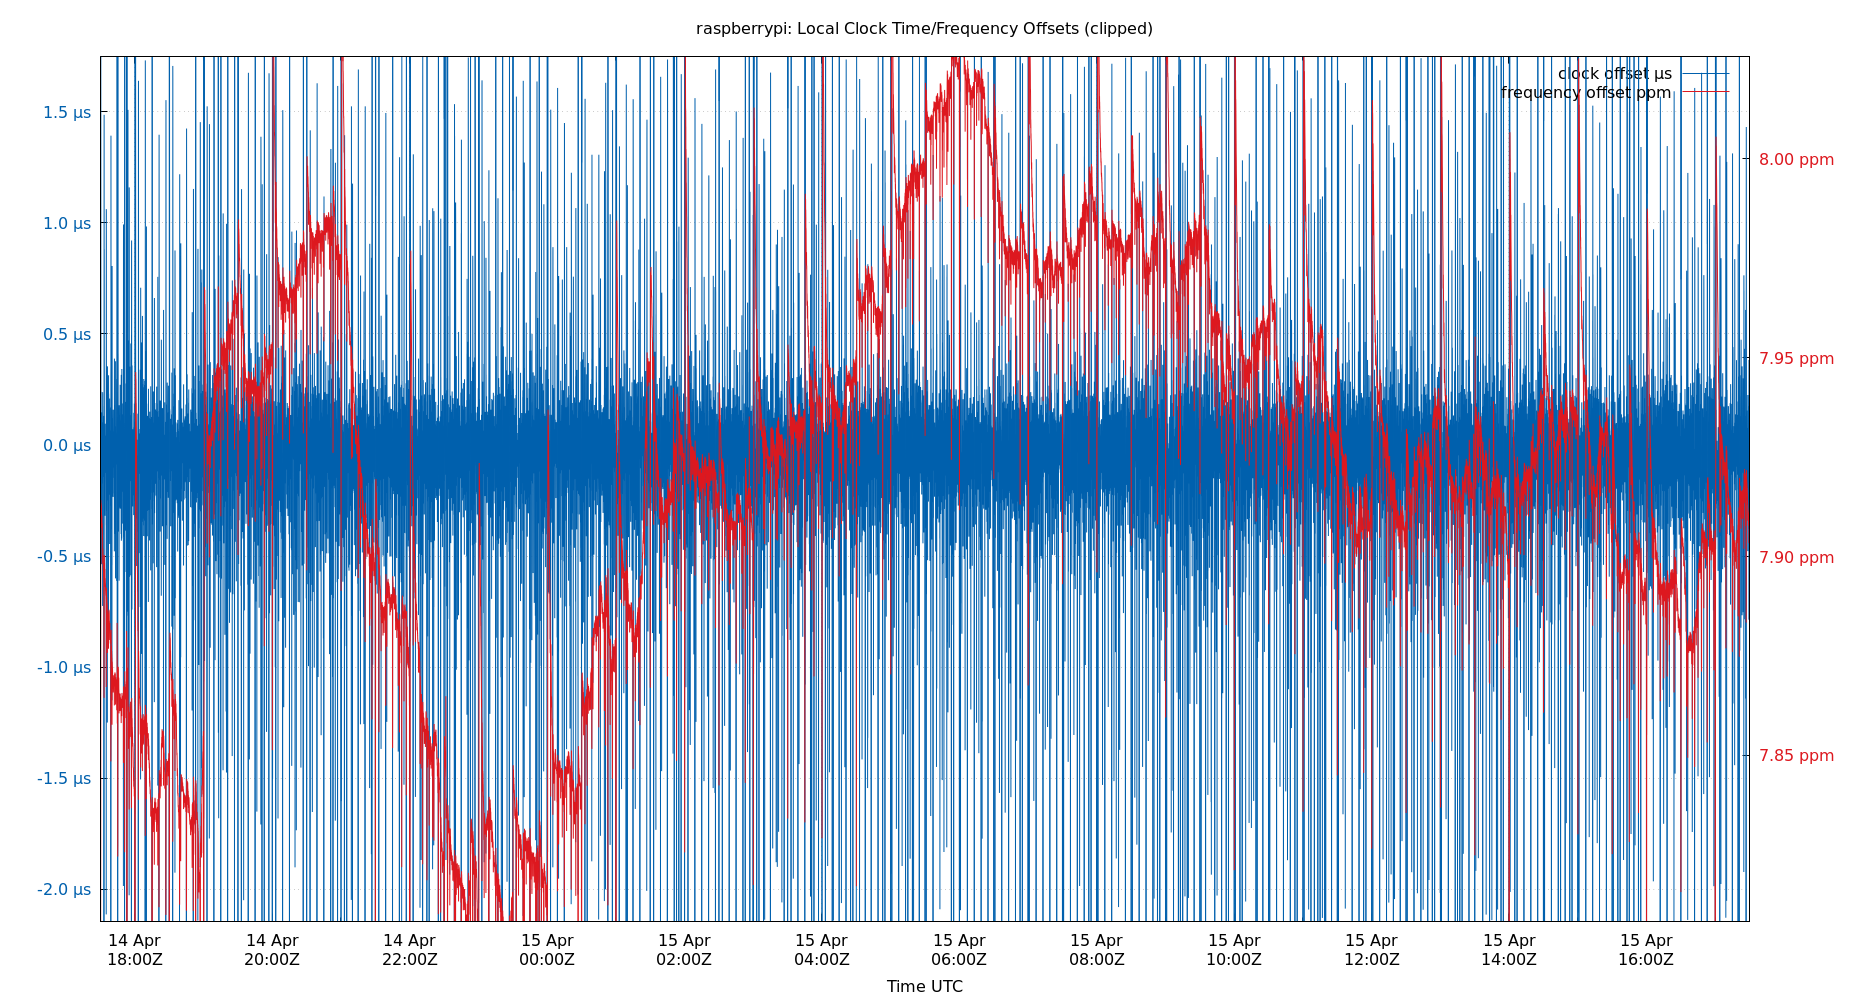 raspberrypi: Local Clock Time/Frequency Offsets (clipped)
clock offset µs
frequency offset ppm
1.5 µs
1.0 µs
0.5 µs
0.0 µs
-0.5 µs
-1.0 µs
-1.5 µs
-2.0 µs
8.00 ppm
7.95 ppm
7.90 ppm
7.85 ppm
14 Apr 14 Apr 14 Apr 15 Apr 15 Apr 15 Apr 15 Apr 15 Apr 15 Apr 15 Apr 15 Apr 15 Apr
18:00Z 20:00Z 22:00Z 00:00Z 02:00Z 04:00Z 06:00Z 08:00Z 10:00Z 12:00Z 14:00Z 16:00Z
Time UTC